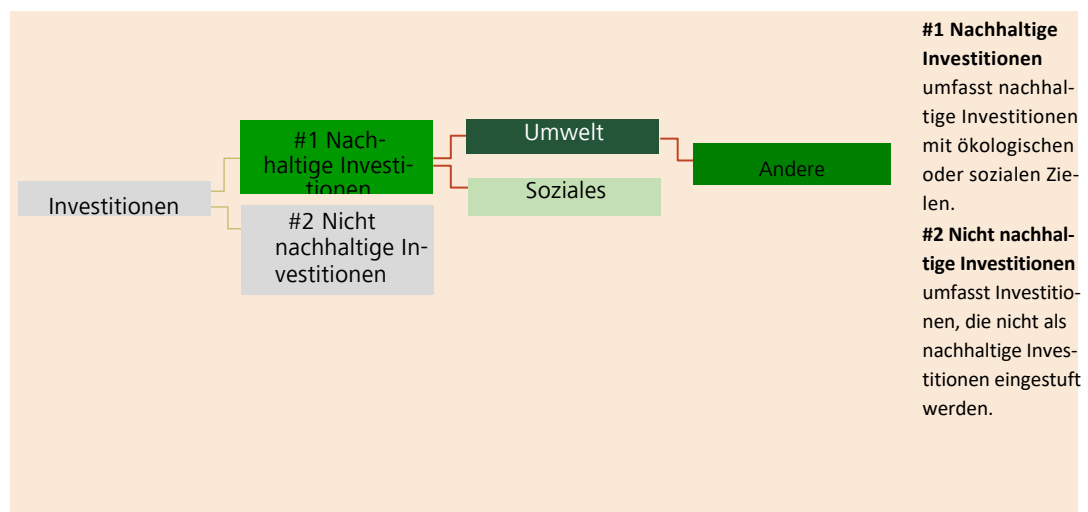 Investitionen
#1 Nach-
haltige Investi-
tionen
#2 Nicht
nachhaltige In-
vestitionen
Umwelt
Soziales
Andere
#1 Nachhaltige
Investitionen
umfasst nachhal-
tige Investitionen
mit ökologischen
oder sozialen Zie-
len.
#2 Nicht nachhal-
tige Investitionen
umfasst Investitio-
nen, die nicht als
nachhaltige Inves-
titionen eingestuft
werden.